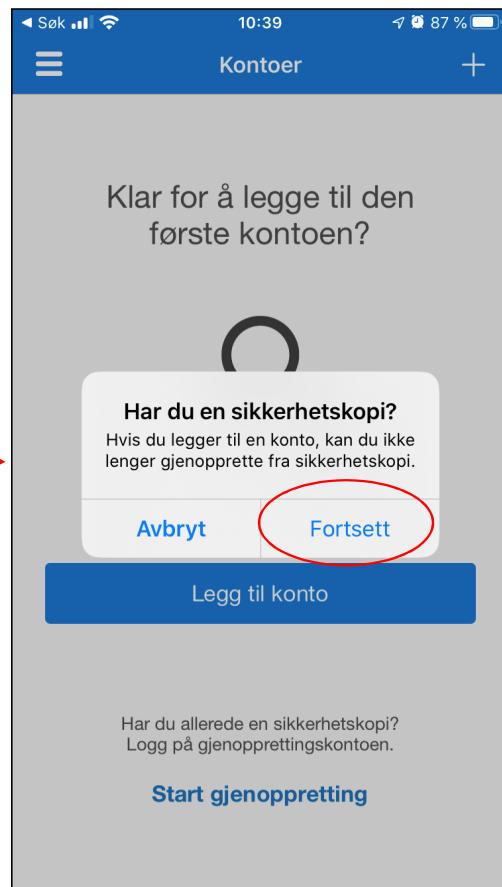 ◀ Søk 10:39 87 %
Kontoer
Klar for å legge til den
første kontoen?
Har du en sikkerhetskopi?
Hvis du legger til en konto, kan du ikke
lenger gjenopprette fra sikkerhetskopi.
Avbryt Fortsett
Legg til konto
Har du allerede en sikkerhetskopi?
Logg på gjenopprettingskontoen.
Start gjenoppretting